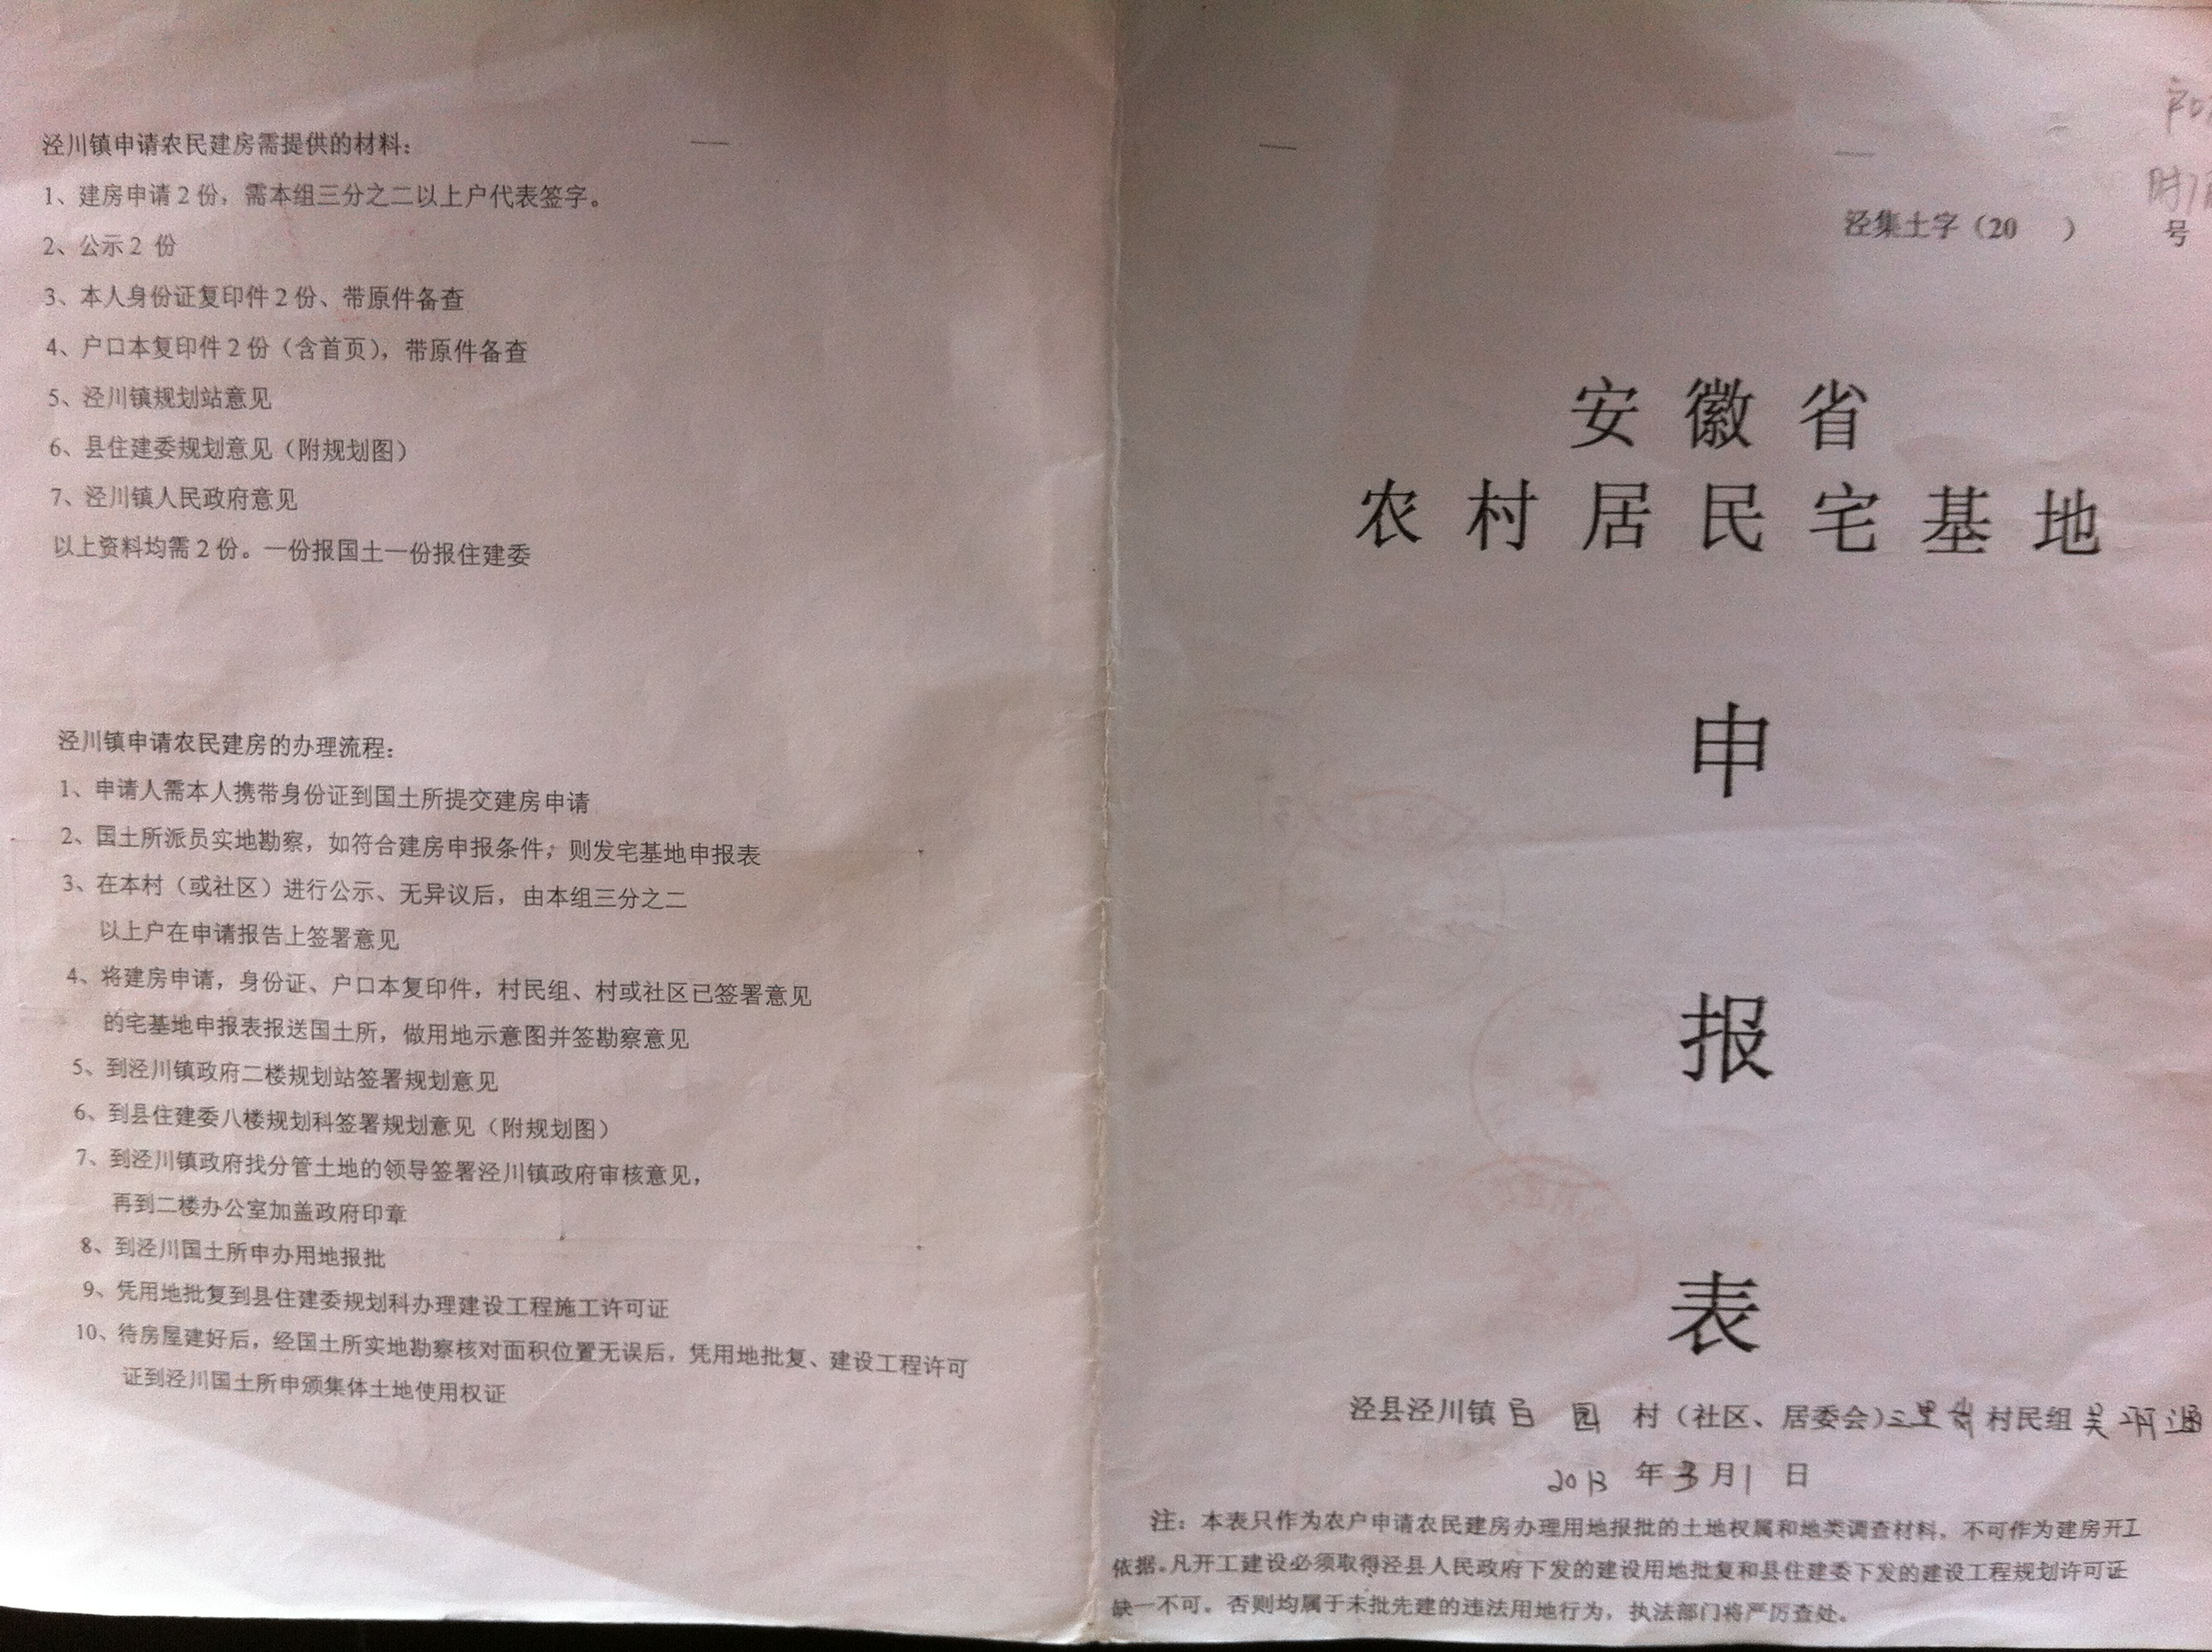 泾川镇申请农民建房需提供的材料:
1、建房申请2份，需本组三分之二以上户代表签字。
2、公示2 份
3、本人身份证复印件2份、带原件备查
4、户口本复印件2份（含首页），带原件备查
5、泾川镇规划站意见
6、县住建委规划意见（附规划图）
7、泾川镇人民政府意见
以上资料均需2份。一份报国土一份报住建委
泾川镇申请农民建房的办理流程:
1、申请人需本人携带身份证到国土所提交建房申请
2、国土所派员实地勘察，如符合建房申报条件，则发宅基地申报表
3、在本村（或社区）进行公示、无异议后，由本组三分之二
以上户在申请报告上签署意见
4、将建房申请，身份证、户口本复印件，村民组、村或社区已签署意见
的宅基地申报表报送国土所，做用地示意图并签勘察意见
5、到泾川镇政府二楼规划站签署规划意见
6、到县住建委八楼规划科签署规划意见（附规划图）
7、到泾川镇政府找分管土地的领导签署泾川镇政府审核意见，
再到二楼办公室加盖政府印章
8、到泾川国土所申办用地报批
9、凭用地批复到县住建委规划科办理建设工程施工许可证
10、待房屋建好后，经国土所实地勘察核对面积位置无误后，凭用地批复、建设工程许可
证到泾川国土所申颁集体土地使用权证
泾集土字（20 ） 号
安徽省
农村居民宅基地
申
报
表
泾县泾川镇 园 村（社区、居委会） 村民组 吴
2013 年 3 月 1 日
注：本表只作为农户申请农民建房办理用地报批的土地权属和地类调查材料，不可作为建房开工
依据。凡开工建设必须取得泾县人民政府下发的建设用地批复和县住建委下发的建设工程规划许可证
缺一不可。否则均属于未批先建的违法用地行为，执法部门将严厉查处。